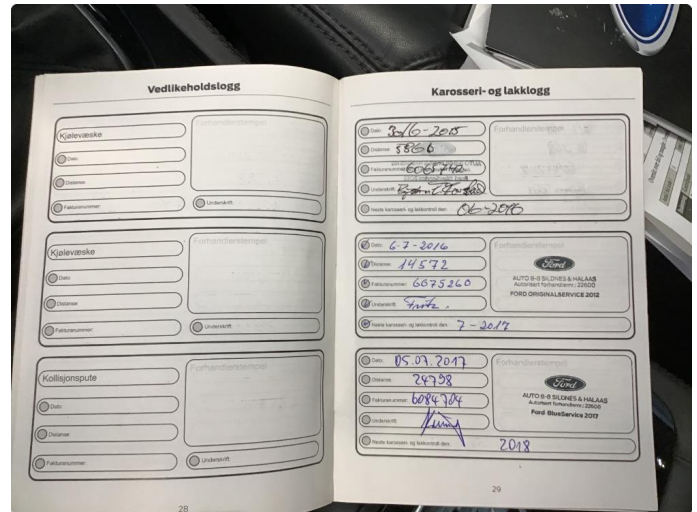 Vedlikeholdslogg
Kjølevæske
Forhandlerstempel
Dato:
Distanse:
Fakturanummer:
Underskrift:
Kjølevæske
Forhandlerstempel
Dato:
Distanse:
Fakturanummer:
Underskrift:
Kollisjonspute
Forhandlerstempel
Dato:
Distanse:
Fakturanummer:
Underskrift:
28
Karosseri- og lakklogg
Dato: 30/6-2015
Forhandlerstempel
Distanse: 5866
Fakturanummer: 6065742
Underskrift:
Neste karosseri- og lakkontroll den: 06-2016
Dato: 6-7-2016
Forhandlerstempel
Distanse: 14572
Ford
Fakturanummer: 6675260
AUTO 8-8 SILDNES & HALAAS
Autorisert forhandlernr.: 22600
FORD ORIGINALSERVICE 2012
Underskrift:
Neste karosseri- og lakkontroll den: 7-2017
Dato: 05.07.2017
Forhandlerstempel
Distanse: 24798
Ford
Fakturanummer: 6084704
AUTO 8-8 SILDNES & HALAAS
Autorisert forhandlernr.: 22600
Ford BlueService 2017
Underskrift:
Neste karosseri- og lakkontroll den: 2018
29